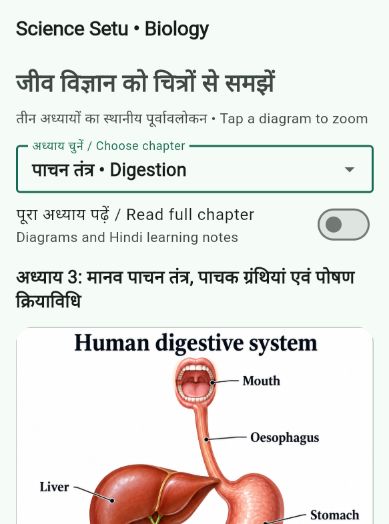 Science Setu • Biology
जीव विज्ञान को चित्रों से समझें
तीन अध्यायों का स्थानीय पूर्वावलोकन • Tap a diagram to zoom
अध्याय चुनें / Choose chapter
पाचन तंत्र • Digestion
पूरा अध्याय पढ़ें / Read full chapter
Diagrams and Hindi learning notes
अध्याय 3: मानव पाचन तंत्र, पाचक ग्रंथियां एवं पोषण
क्रियाविधि
Human digestive system
Mouth
Oesophagus
Liver
Stomach